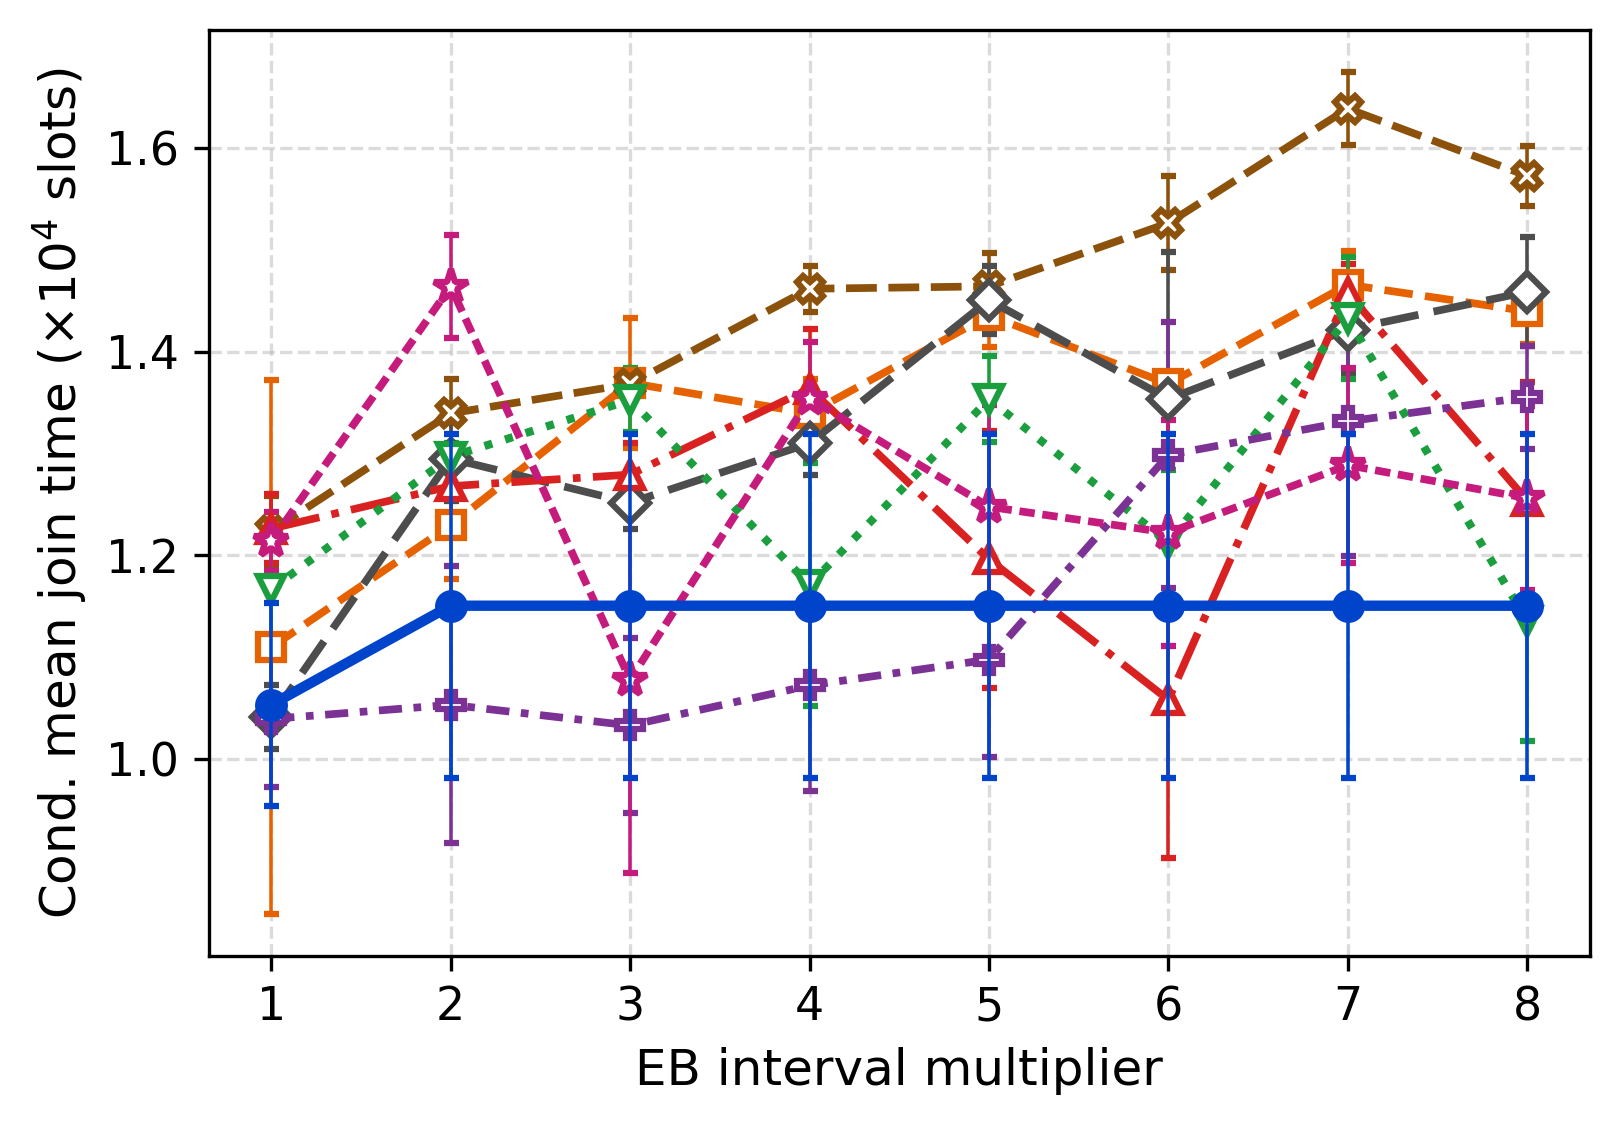 Cond. mean join time (×10⁴ slots)
1.6
1.4
1.2
1.0
1 2 3 4 5 6 7 8
EB interval multiplier